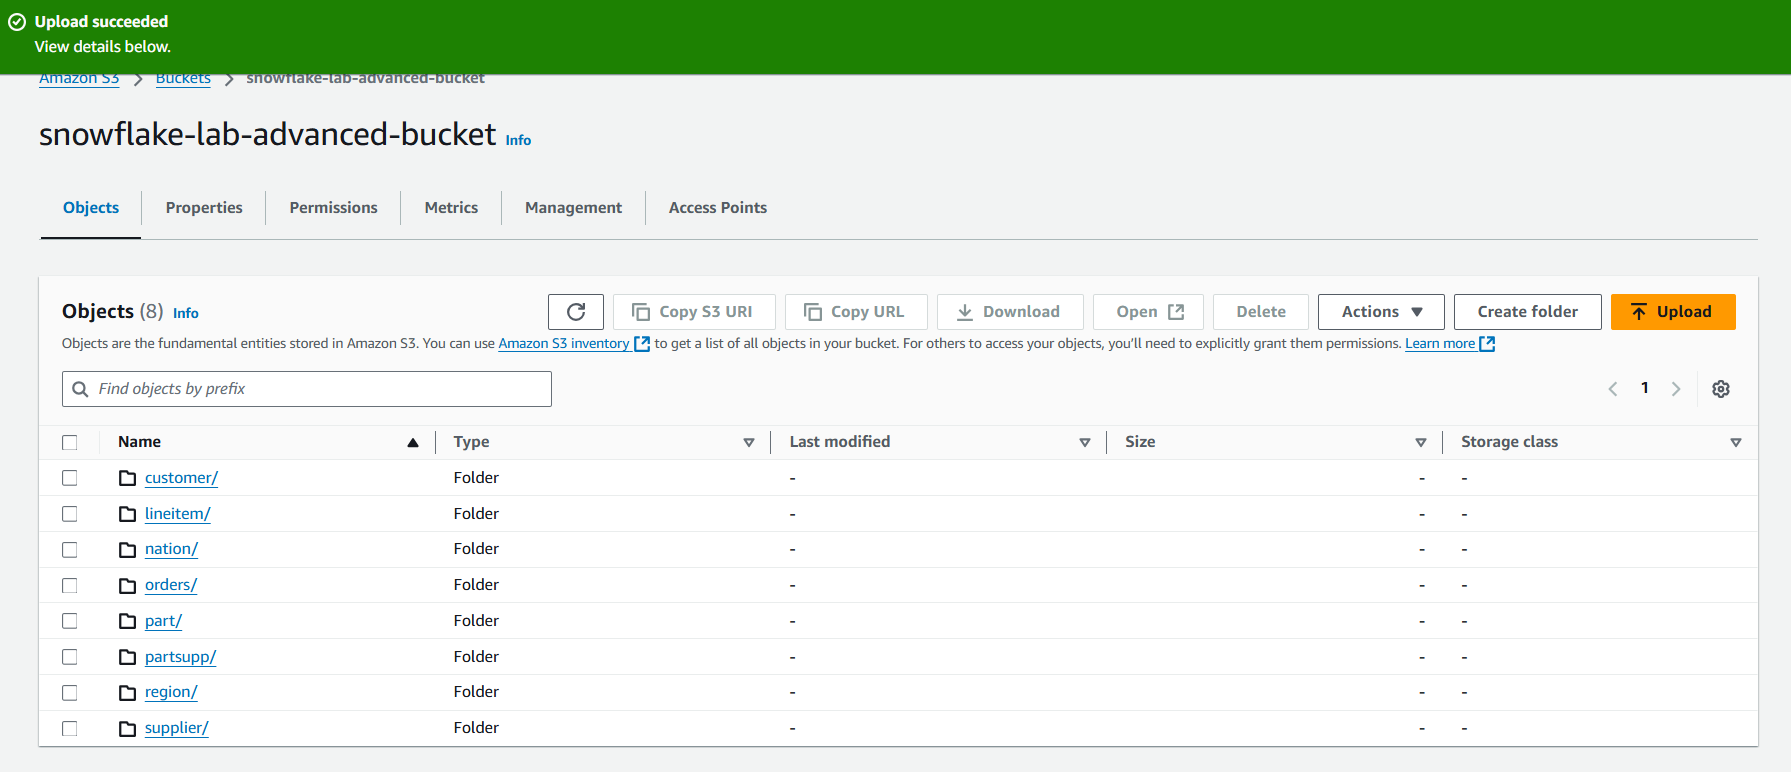 Upload succeeded
View details below.
Amazon S3 > Buckets > snowflake-lab-advanced-bucket
snowflake-lab-advanced-bucket Info
Objects Properties Permissions Metrics Management Access Points
Objects (8) Info Copy S3 URI Copy URL Download Open Delete Actions Create folder Upload
Objects are the fundamental entities stored in Amazon S3. You can use Amazon S3 inventory to get a list of all objects in your bucket. For others to access your objects, you'll need to explicitly grant them permissions. Learn more
Find objects by prefix < 1 >
Name Type Last modified Size Storage class
customer/ Folder - - -
lineitem/ Folder - - -
nation/ Folder - - -
orders/ Folder - - -
part/ Folder - - -
partsupp/ Folder - - -
region/ Folder - - -
supplier/ Folder - - -